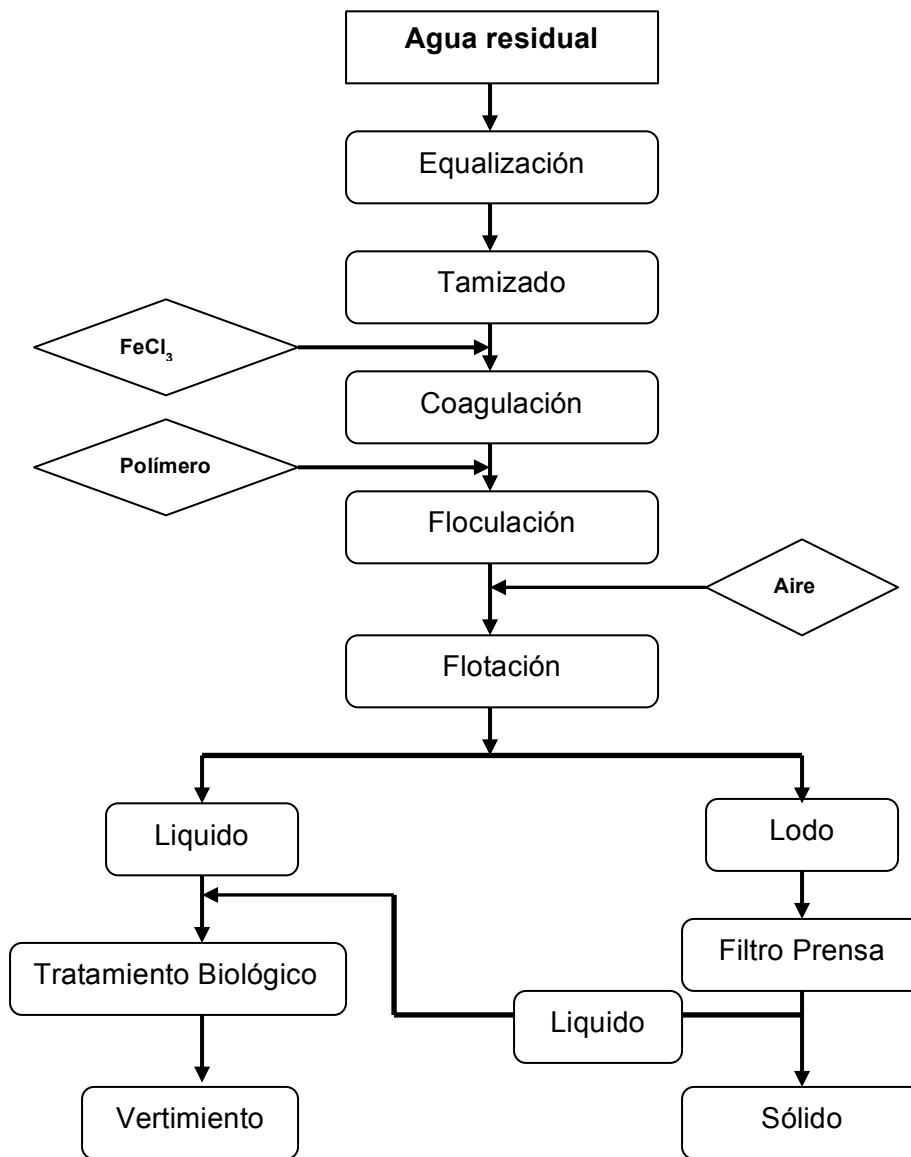 Agua residual
Equalización
Tamizado
FeCl₃
Coagulación
Polímero
Floculación
Aire
Flotación
Liquido
Lodo
Filtro Prensa
Tratamiento Biológico
Liquido
Vertimiento
Sólido